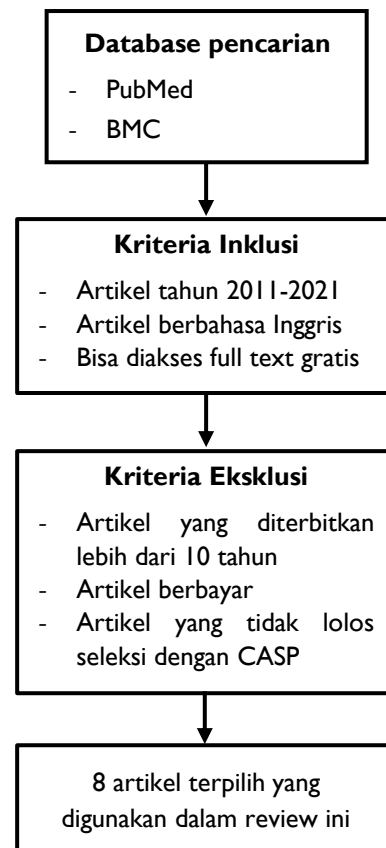 Database pencarian
- PubMed
- BMC
Kriteria Inklusi
- Artikel tahun 2011-2021
- Artikel berbahasa Inggris
- Bisa diakses full text gratis
Kriteria Eksklusi
- Artikel yang diterbitkan
lebih dari 10 tahun
- Artikel berbayar
- Artikel yang tidak lolos
seleksi dengan CASP
8 artikel terpilih yang
digunakan dalam review ini